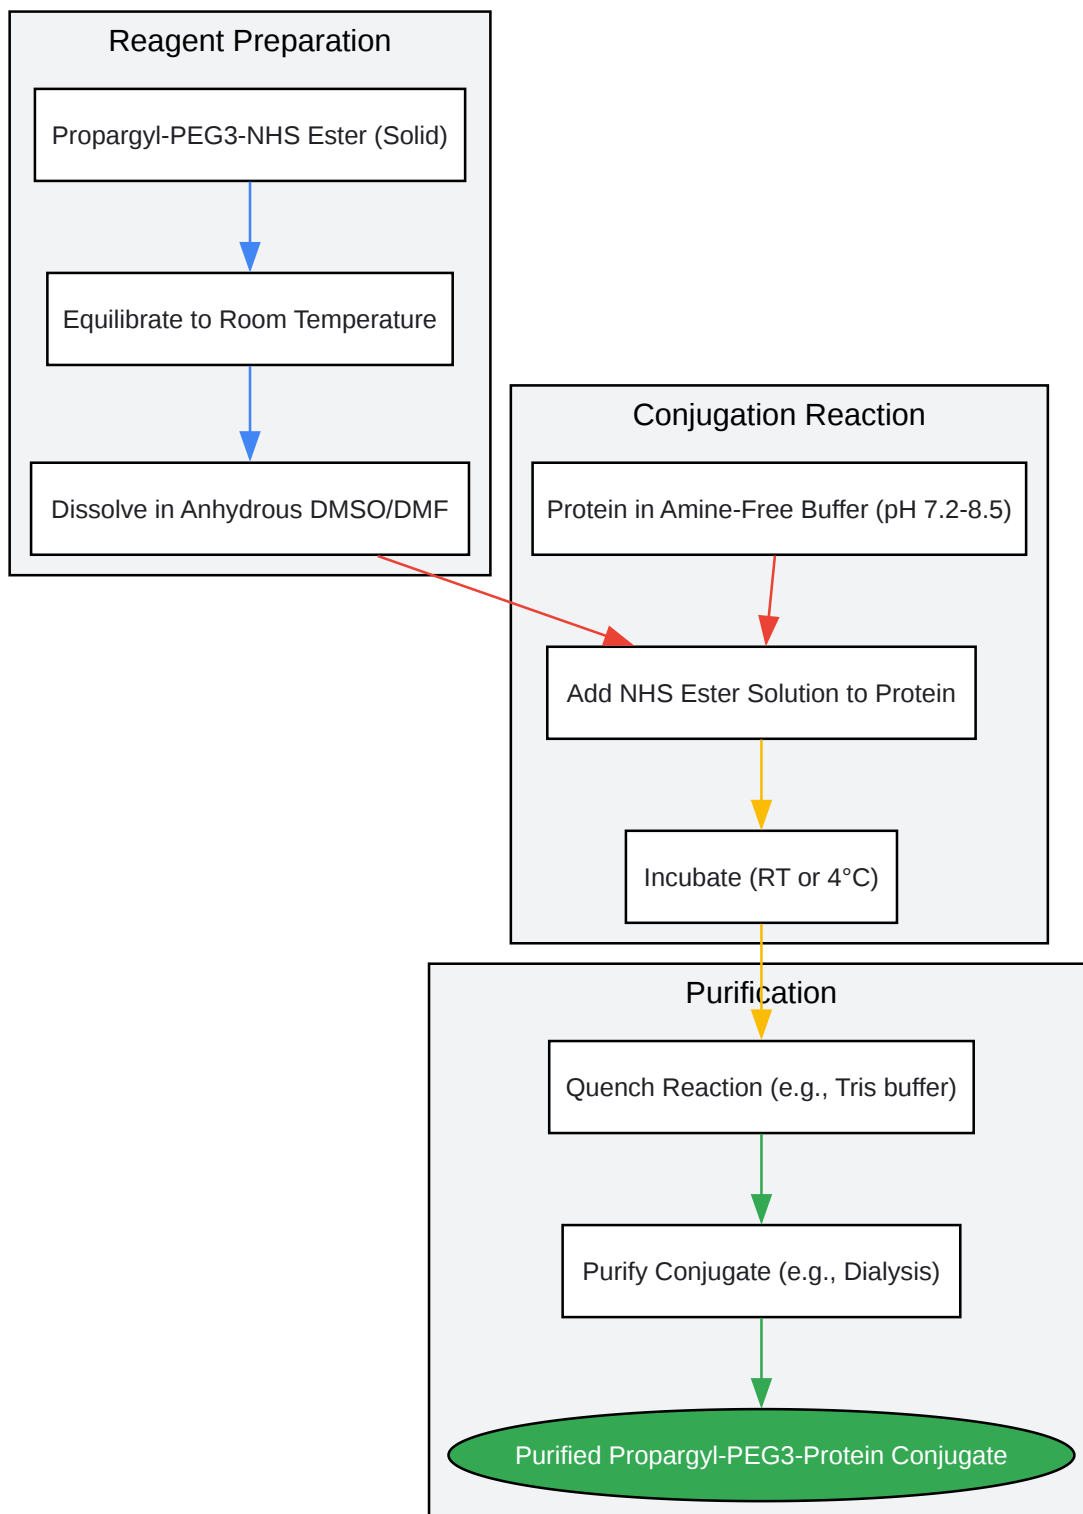 Reagent Preparation
Propargyl-PEG3-NHS Ester (Solid)
Equilibrate to Room Temperature
Dissolve in Anhydrous DMSO/DMF
Conjugation Reaction
Protein in Amine-Free Buffer (pH 7.2-8.5)
Add NHS Ester Solution to Protein
Incubate (RT or 4°C)
Purification
Quench Reaction (e.g., Tris buffer)
Purify Conjugate (e.g., Dialysis)
Purified Propargyl-PEG3-Protein Conjugate